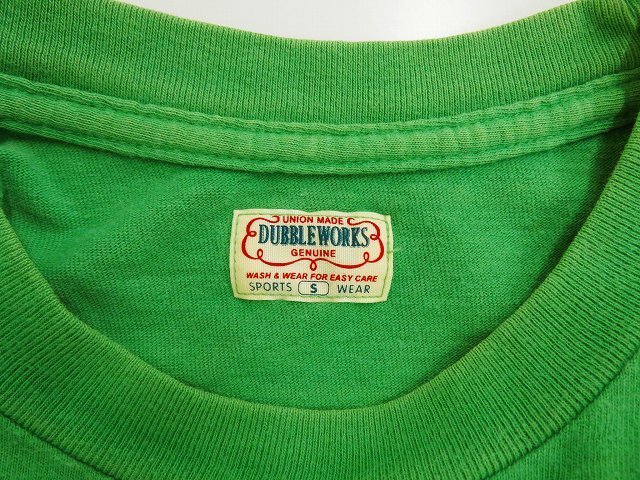 UNION MADE
DUBBLEWORKS
GENUINE
WASH & WEAR FOR EASY CARE
SPORTS S WEAR